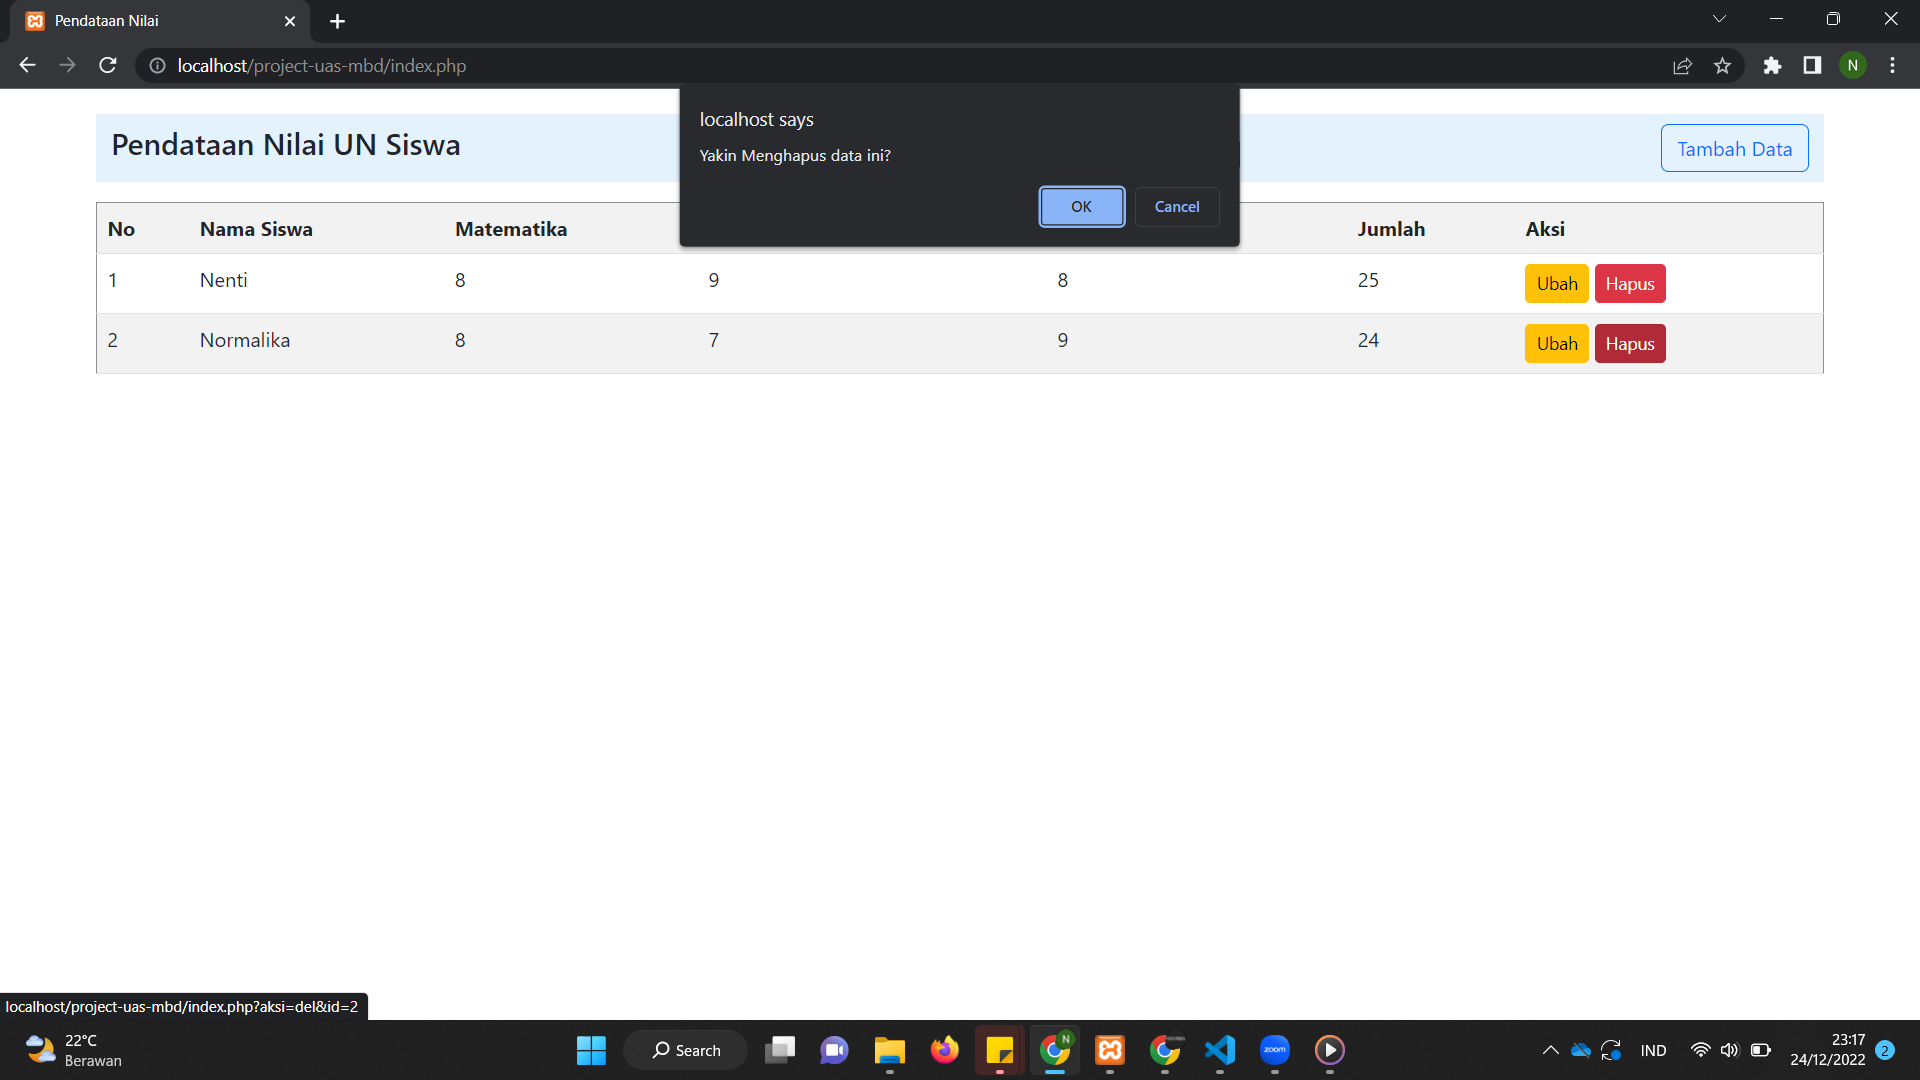 Pendataan Nilai
localhost/project-uas-mbd/index.php
N
localhost says
Yakin Menghapus data ini?
OK Cancel
Pendataan Nilai UN Siswa
Tambah Data
No Nama Siswa Matematika Jumlah Aksi
1 Nenti 8 9 8 25 Ubah Hapus
2 Normalika 8 7 9 24 Ubah Hapus
localhost/project-uas-mbd/index.php?aksi=del&id=2
22°C
Berawan
Search
N
zoom
IND
23:17
24/12/2022
2